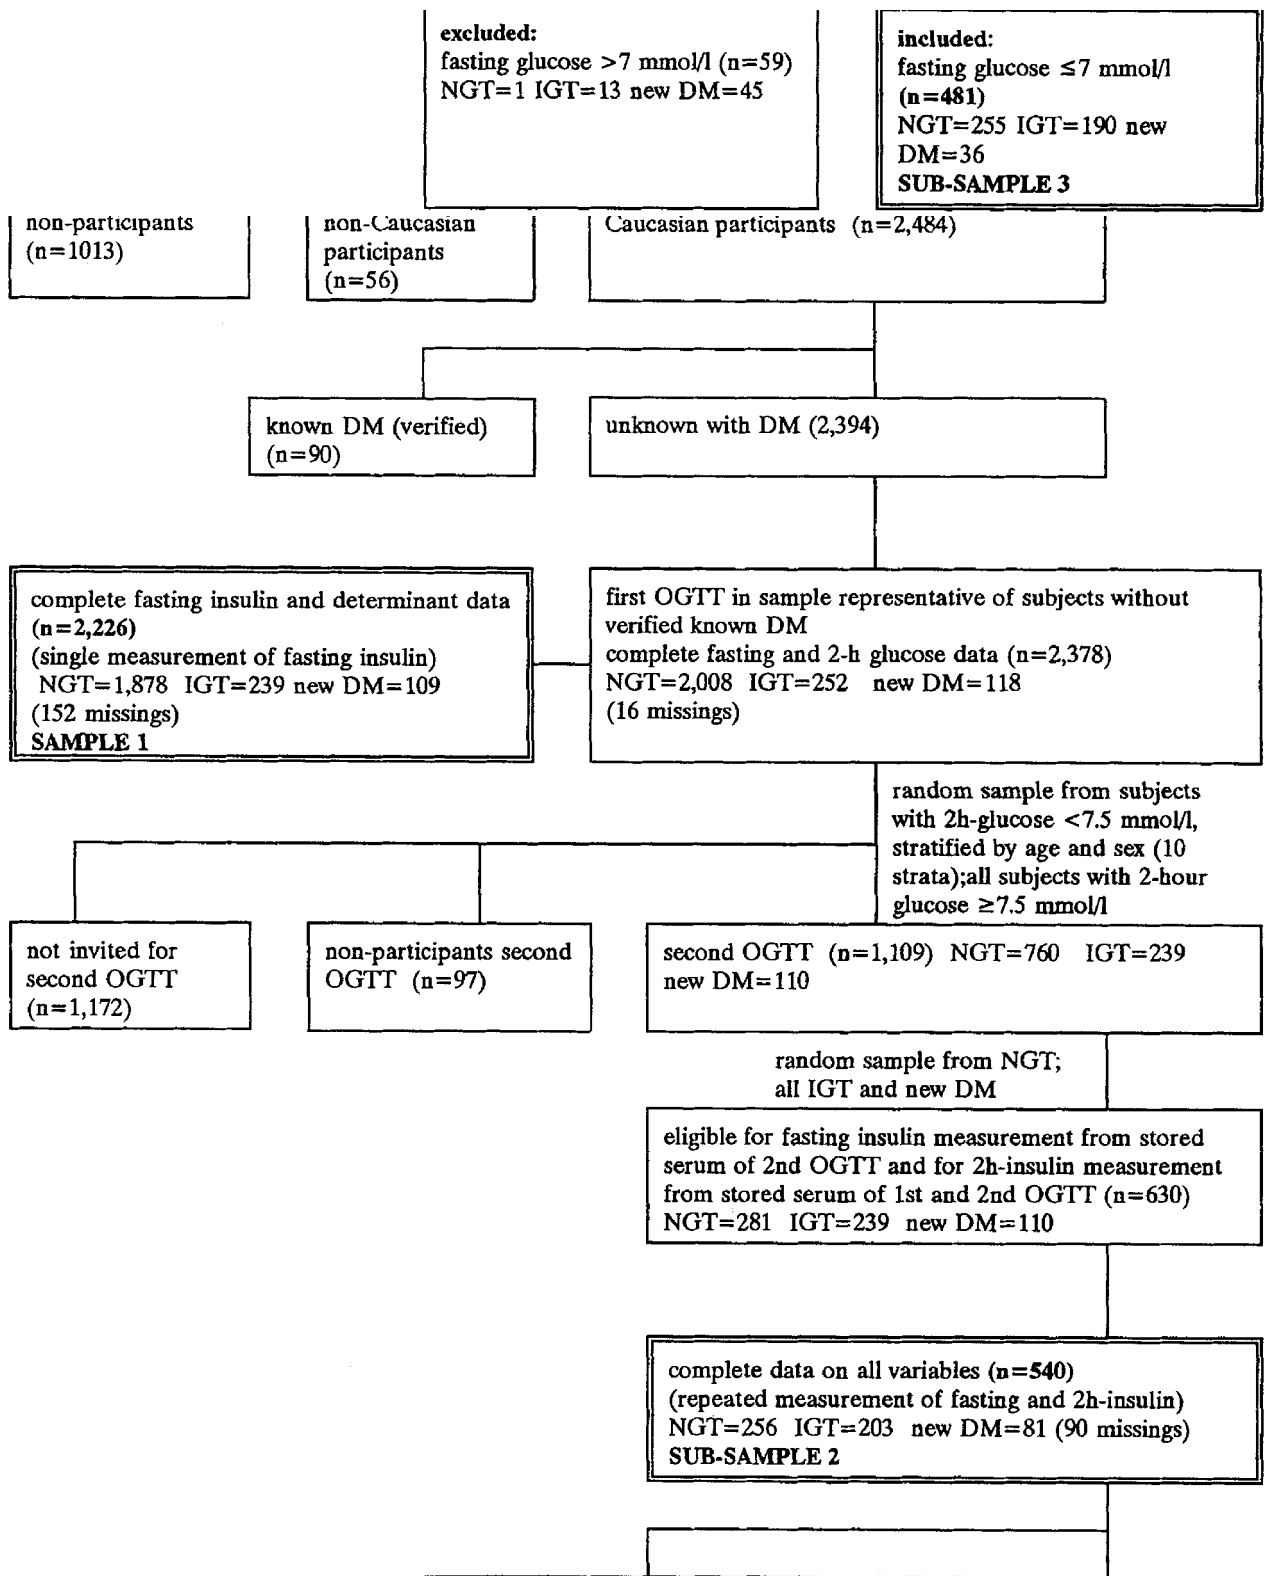 excluded:
fasting glucose >7 mmol/l (n=59)
NGT=1 IGT=13 new DM=45
included:
fasting glucose ≤7 mmol/l
(n=481)
NGT=255 IGT=190 new
DM=36
SUB-SAMPLE 3
non-participants
(n=1013)
non-Caucasian
participants
(n=56)
Caucasian participants (n=2,484)
known DM (verified)
(n=90)
unknown with DM (2,394)
complete fasting insulin and determinant data
(n=2,226)
(single measurement of fasting insulin)
NGT=1,878 IGT=239 new DM=109
(152 missings)
SAMPLE 1
first OGTT in sample representative of subjects without
verified known DM
complete fasting and 2-h glucose data (n=2,378)
NGT=2,008 IGT=252 new DM=118
(16 missings)
random sample from subjects
with 2h-glucose <7.5 mmol/l,
stratified by age and sex (10
strata);all subjects with 2-hour
glucose ≥7.5 mmol/l
not invited for
second OGTT
(n=1,172)
non-participants second
OGTT (n=97)
second OGTT (n=1,109) NGT=760 IGT=239
new DM=110
random sample from NGT;
all IGT and new DM
eligible for fasting insulin measurement from stored
serum of 2nd OGTT and for 2h-insulin measurement
from stored serum of 1st and 2nd OGTT (n=630)
NGT=281 IGT=239 new DM=110
complete data on all variables (n=540)
(repeated measurement of fasting and 2h-insulin)
NGT=256 IGT=203 new DM=81 (90 missings)
SUB-SAMPLE 2